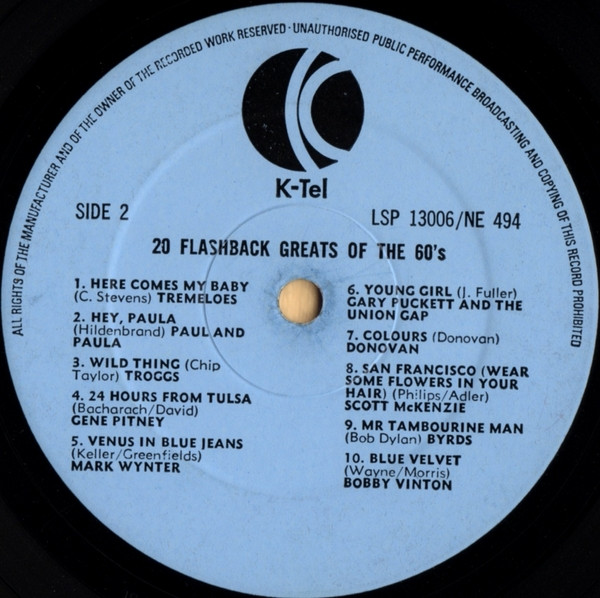 ALL RIGHTS OF THE MANUFACTURER AND OF THE OWNER OF THE RECORDED WORK RESERVED · UNAUTHORISED PUBLIC PERFORMANCE BROADCASTING AND COPYING OF THIS RECORD PROHIBITED
K-Tel
SIDE 2
LSP 13006/NE 494
20 FLASHBACK GREATS OF THE 60's
1. HERE COMES MY BABY
(C. Stevens) TREMELOES
2. HEY, PAULA
(Hildenbrand) PAUL AND
PAULA
3. WILD THING (Chip
Taylor) TROGGS
4. 24 HOURS FROM TULSA
(Bacharach/David)
GENE PITNEY
5. VENUS IN BLUE JEANS
(Keller/Greenfields)
MARK WYNTER
6. YOUNG GIRL (J. Fuller)
GARY PUCKETT AND THE
UNION GAP
7. COLOURS (Donovan)
DONOVAN
8. SAN FRANCISCO (WEAR
SOME FLOWERS IN YOUR
HAIR) (Philips/Adler)
SCOTT McKENZIE
9. MR TAMBOURINE MAN
(Bob Dylan) BYRDS
10. BLUE VELVET
(Wayne/Morris)
BOBBY VINTON